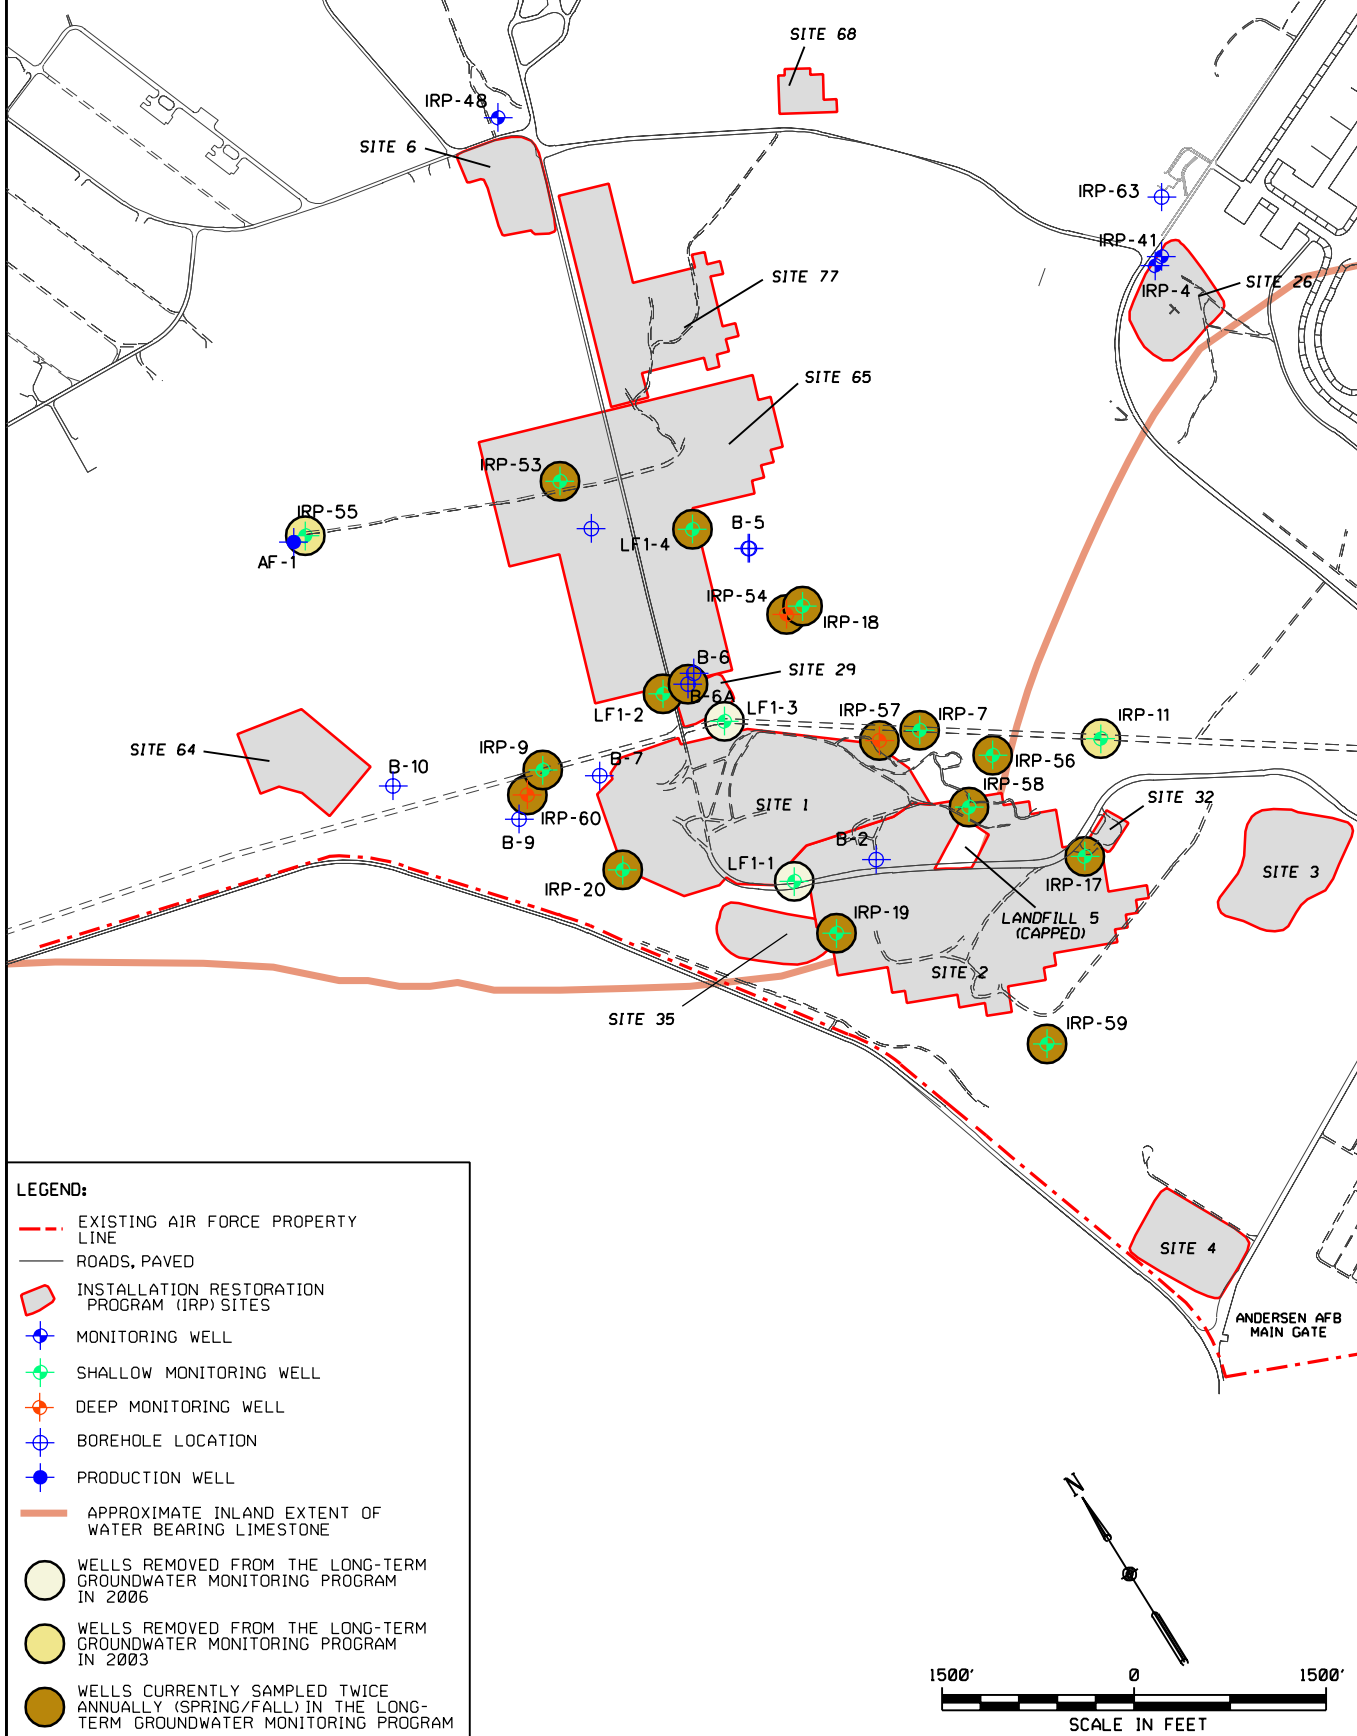 SITE 68
IRP-48
SITE 6
IRP-63
IRP-41
SITE 26
IRP-4
SITE 77
SITE 65
IRP-53
IRP-55
AF-1
LF1-4
B-5
IRP-54
IRP-18
B-6
SITE 29
B-6A
LF1-2
LF1-3
IRP-57
IRP-7
IRP-11
SITE 64
IRP-9
B-10
B-7
IRP-56
IRP-58
SITE 1
SITE 32
IRP-60
B-9
B-2
LF1-1
IRP-20
IRP-17
SITE 3
IRP-19
LANDFILL 5
(CAPPED)
SITE 2
SITE 35
IRP-59
SITE 4
ANDERSEN AFB
MAIN GATE
LEGEND:
EXISTING AIR FORCE PROPERTY
LINE
ROADS, PAVED
INSTALLATION RESTORATION
PROGRAM (IRP) SITES
MONITORING WELL
SHALLOW MONITORING WELL
DEEP MONITORING WELL
BOREHOLE LOCATION
PRODUCTION WELL
APPROXIMATE INLAND EXTENT OF
WATER BEARING LIMESTONE
WELLS REMOVED FROM THE LONG-TERM
GROUNDWATER MONITORING PROGRAM
IN 2006
WELLS REMOVED FROM THE LONG-TERM
GROUNDWATER MONITORING PROGRAM
IN 2003
WELLS CURRENTLY SAMPLED TWICE
ANNUALLY (SPRING/FALL) IN THE LONG-
TERM GROUNDWATER MONITORING PROGRAM
N
1500' 0 1500'
SCALE IN FEET